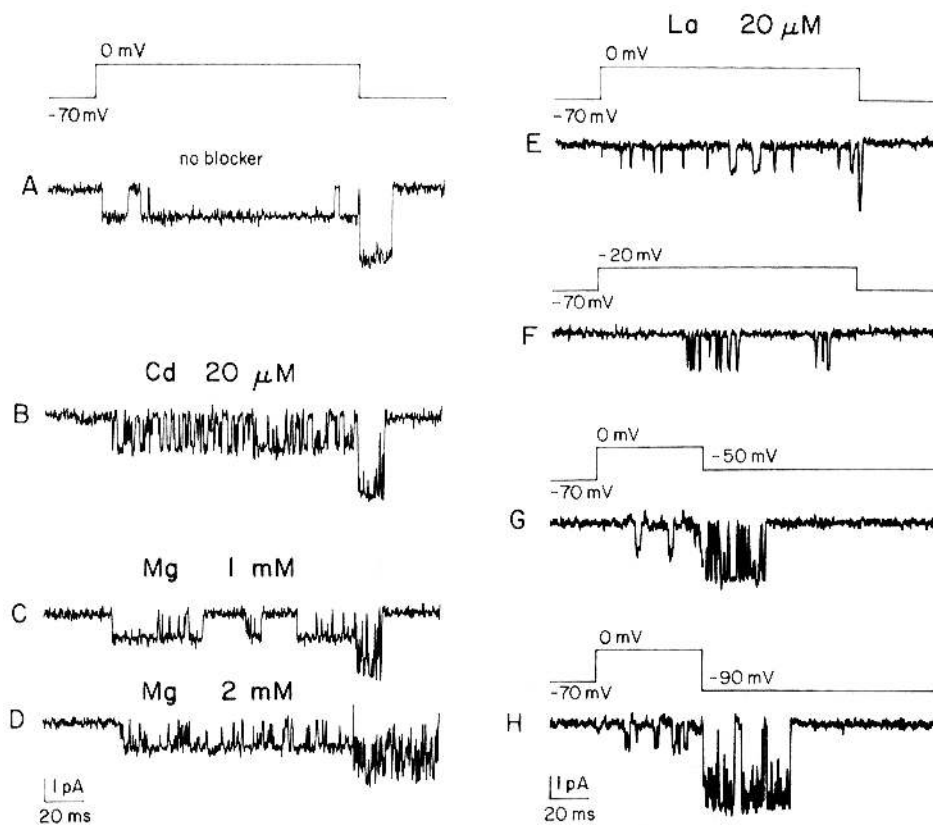 0 mV
-70 mV
no blocker
A
Cd 20 μM
B
Mg 1 mM
C
Mg 2 mM
D
1 pA
20 ms
La 20 μM
0 mV
-70 mV
E
-20 mV
-70 mV
F
0 mV
-50 mV
-70 mV
G
0 mV
-90 mV
-70 mV
H
1 pA
20 ms